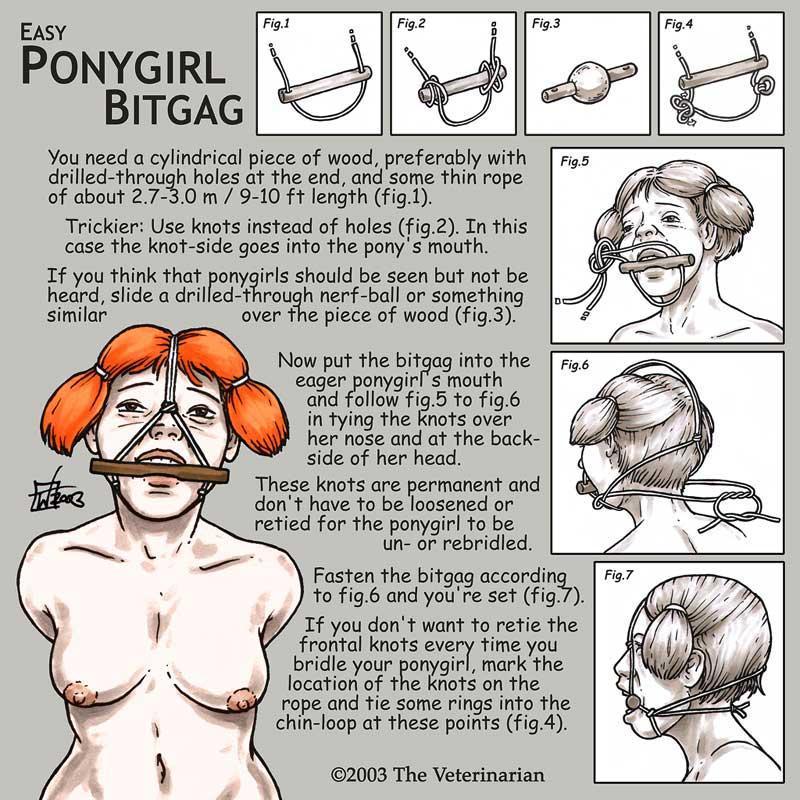 EASY
PONYGIRL
BITGAG
Fig.1
Fig.2
Fig.3
Fig.4
You need a cylindrical piece of wood, preferably with
drilled-through holes at the end, and some thin rope
of about 2.7-3.0 m / 9-10 ft length (fig.1).
Trickier: Use knots instead of holes (fig.2). In this
case the knot-side goes into the pony's mouth.
If you think that ponygirls should be seen but not be
heard, slide a drilled-through nerf-ball or something
similar over the piece of wood (fig.3).
Fig.5
Now put the bitgag into the
eager ponygirl's mouth
and follow fig.5 to fig.6
in tying the knots over
her nose and at the back-
side of her head.
Fig.6
These knots are permanent and
don't have to be loosened or
retied for the ponygirl to be
un- or rebridled.
Fasten the bitgag according
to fig.6 and you're set (fig.7).
Fig.7
If you don't want to retie the
frontal knots every time you
bridle your ponygirl, mark the
location of the knots on the
rope and tie some rings into the
chin-loop at these points (fig.4).
©2003 The Veterinarian